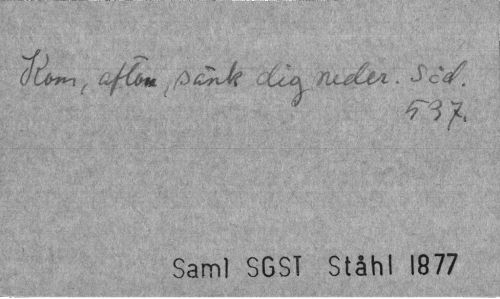 Kom, afton, sänk dig neder. Söd.
537.
Saml SGST Ståhl 1877